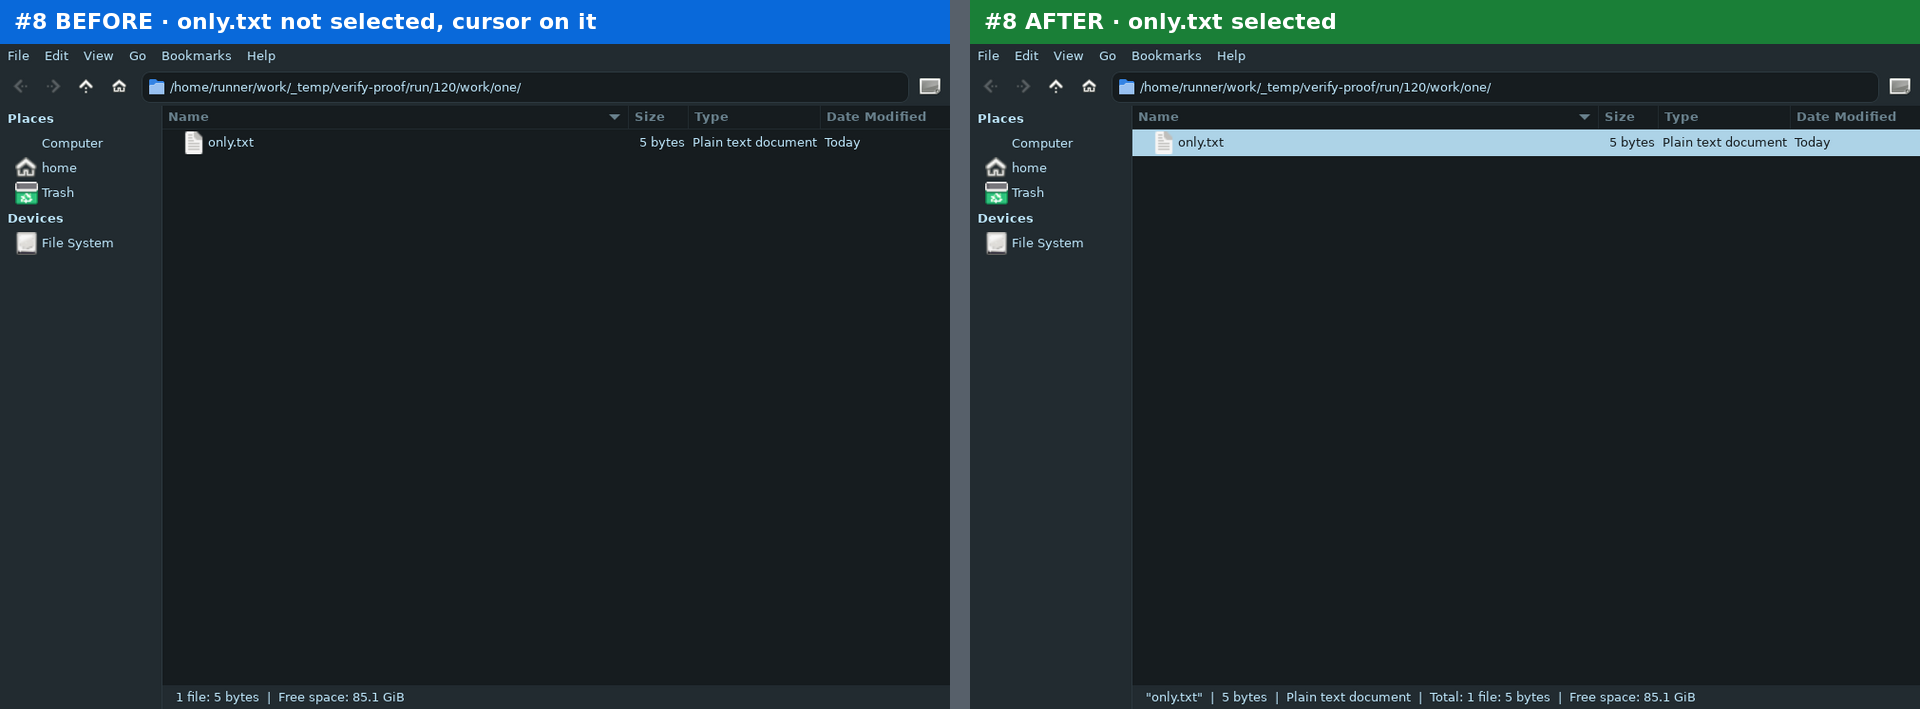 #8 BEFORE · only.txt not selected, cursor on it
File Edit View Go Bookmarks Help
/home/runner/work/_temp/verify-proof/run/120/work/one/
Places
Computer
home
Trash
Devices
File System
Name Size Type Date Modified
only.txt 5 bytes Plain text document Today
1 file: 5 bytes | Free space: 85.1 GiB
#8 AFTER · only.txt selected
File Edit View Go Bookmarks Help
/home/runner/work/_temp/verify-proof/run/120/work/one/
Places
Computer
home
Trash
Devices
File System
Name Size Type Date Modified
only.txt 5 bytes Plain text document Today
"only.txt" | 5 bytes | Plain text document | Total: 1 file: 5 bytes | Free space: 85.1 GiB